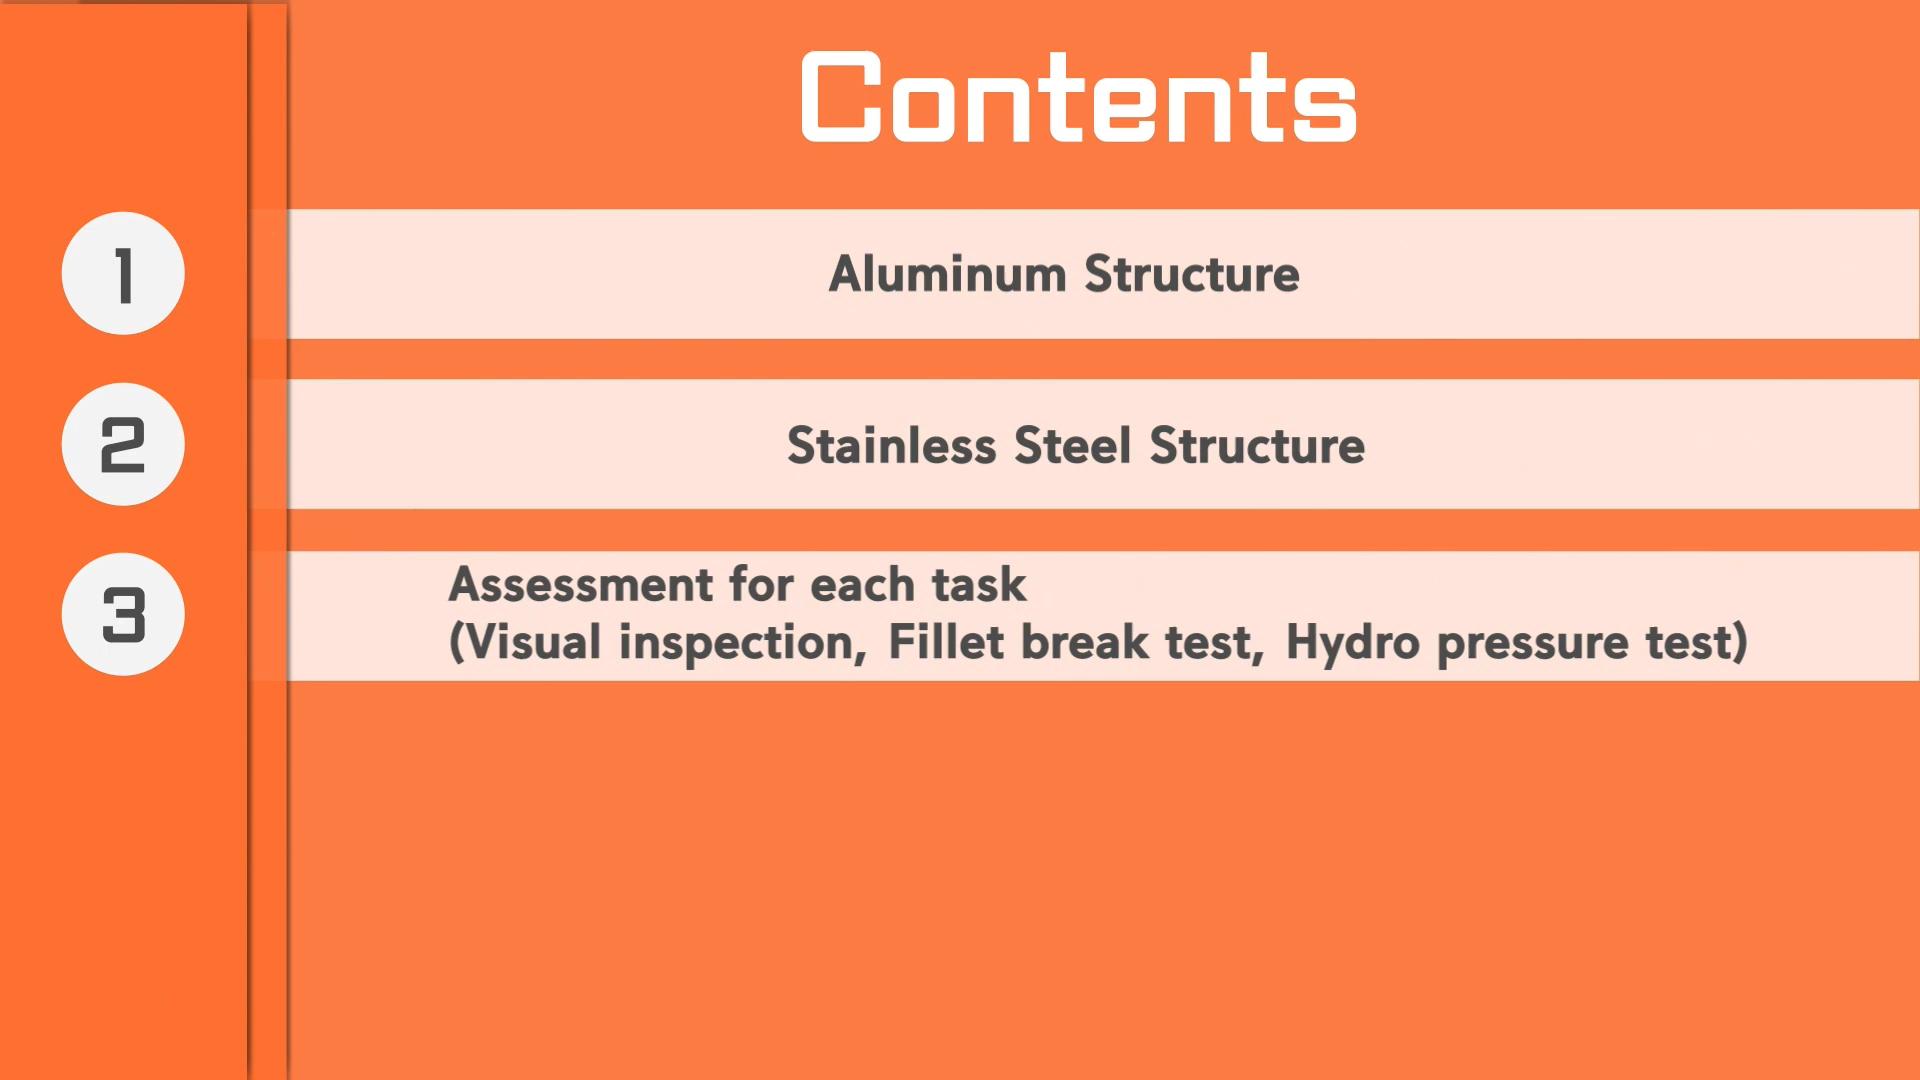 Contents
1
Aluminum Structure
2
Stainless Steel Structure
3
Assessment for each task
(Visual inspection, Fillet break test, Hydro pressure test)